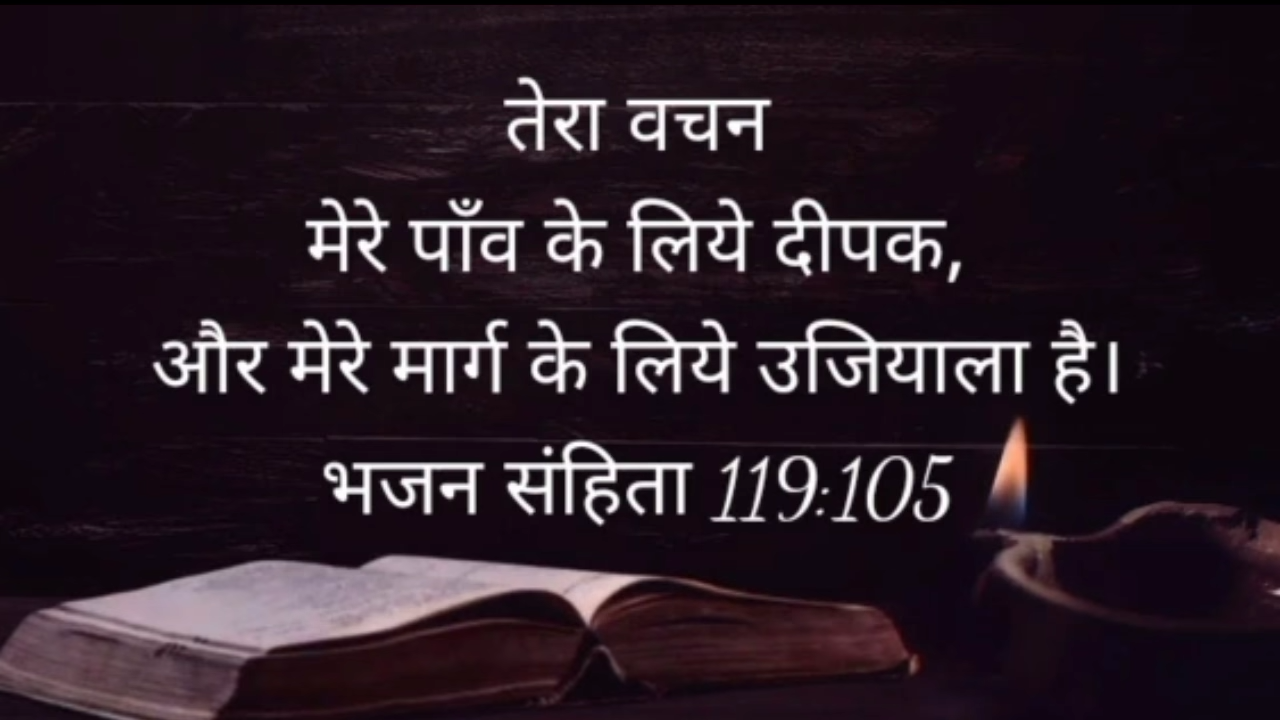 तेरा वचन
मेरे पाँव के लिये दीपक,
और मेरे मार्ग के लिये उजियाला है।
भजन संहिता 119:105